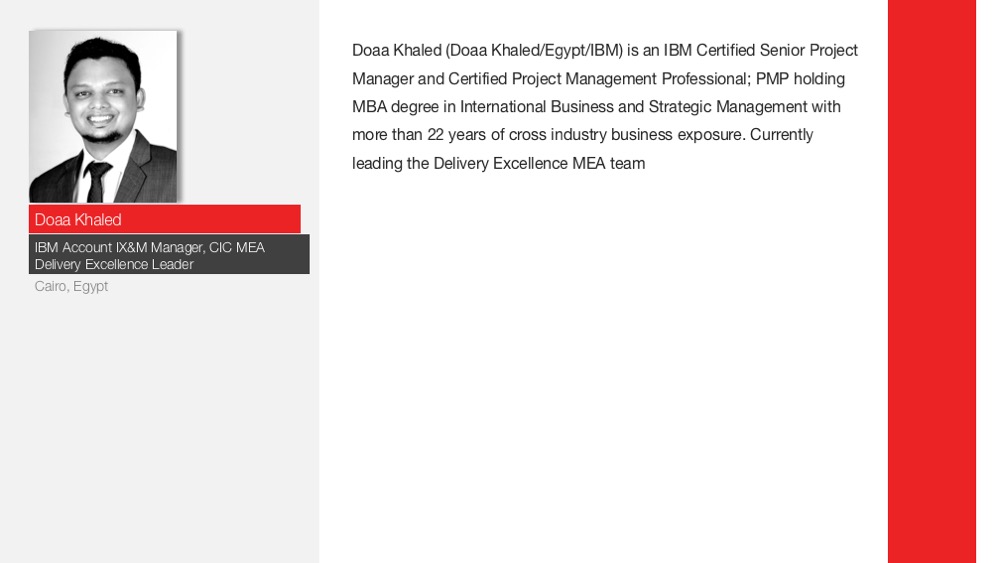 Doaa Khaled (Doaa Khaled/Egypt/IBM) is an IBM Certified Senior Project
Manager and Certified Project Management Professional; PMP holding
MBA degree in International Business and Strategic Management with
more than 22 years of cross industry business exposure. Currently
leading the Delivery Excellence MEA team
Doaa Khaled
IBM Account IX&M Manager, CIC MEA
Delivery Excellence Leader
Cairo, Egypt